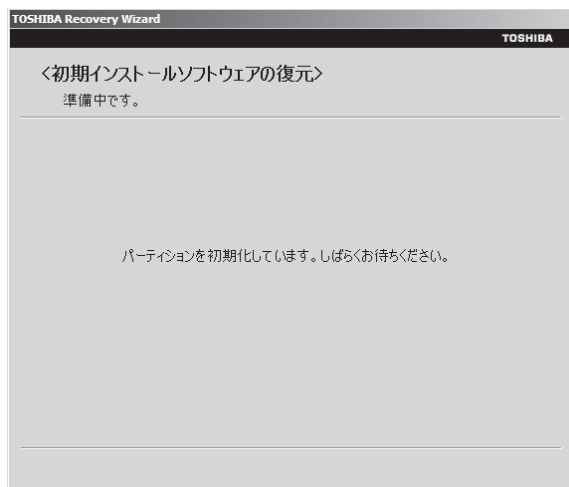 TOSHIBA Recovery Wizard
TOSHIBA
<初期インストールソフトウェアの復元>
準備中です。
パーティションを初期化しています。しばらくお待ちください。